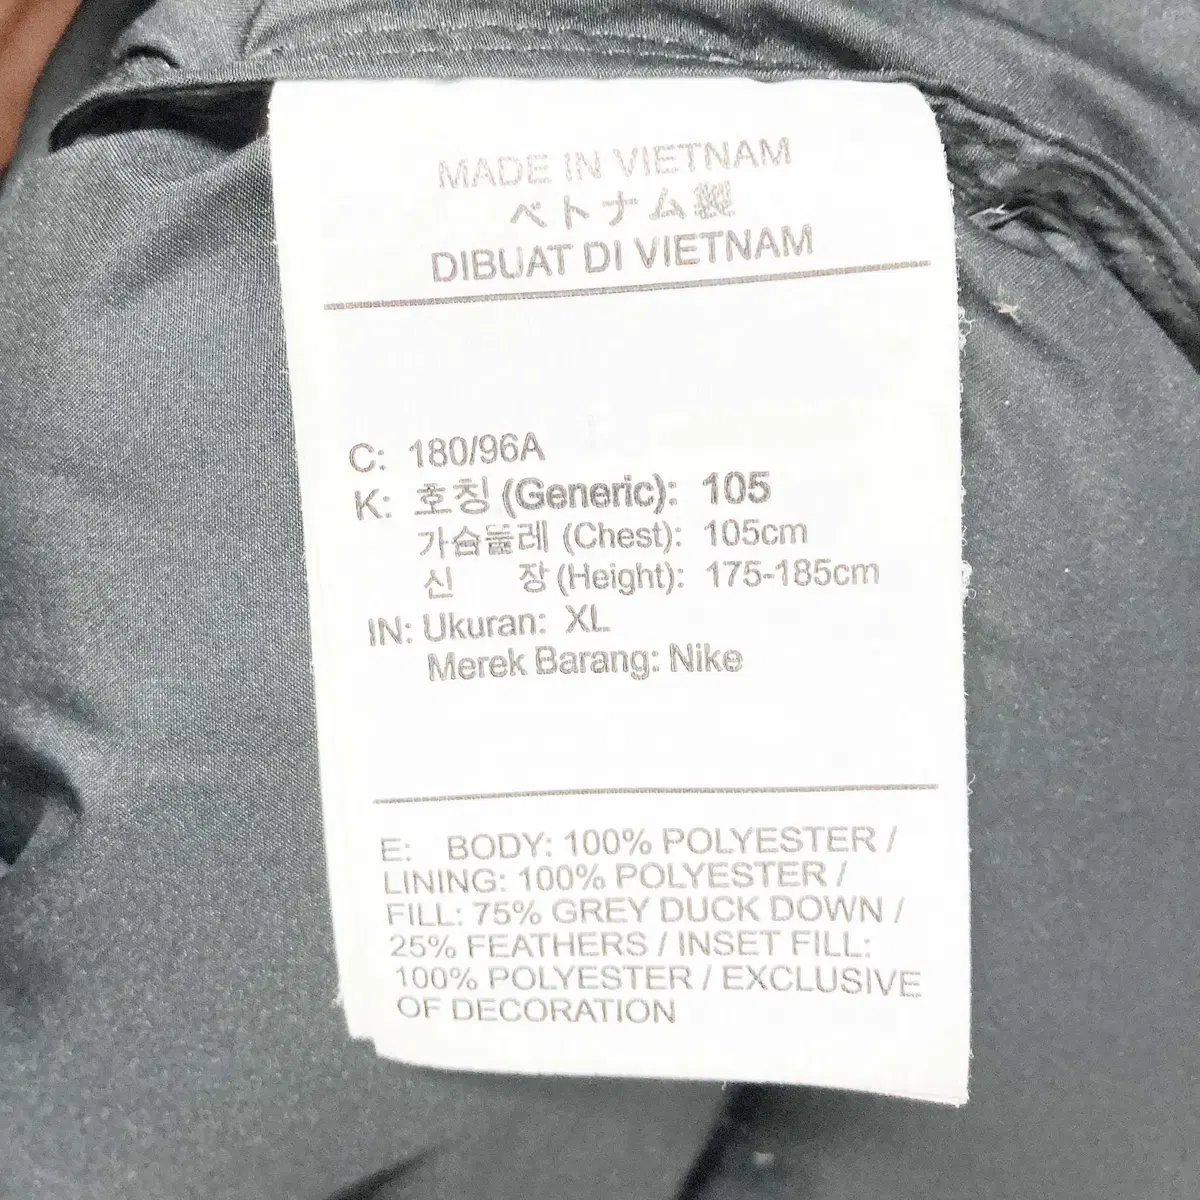 MADE IN VIETNAM
ベトナム製
DIBUAT DI VIETNAM
C: 180/96A
K: 호칭 (Generic): 105
가슴둘레 (Chest): 105cm
신 장 (Height): 175-185cm
IN: Ukuran: XL
Merek Barang: Nike
E: BODY: 100% POLYESTER /
LINING: 100% POLYESTER /
FILL: 75% GREY DUCK DOWN /
25% FEATHERS / INSET FILL:
100% POLYESTER / EXCLUSIVE
OF DECORATION